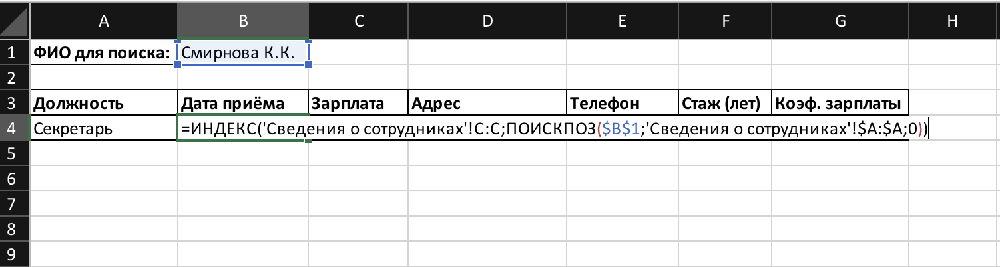 A B C D E F G H
1 ФИО для поиска: Смирнова К.К.
2
3 Должность Дата приёма Зарплата Адрес Телефон Стаж (лет) Коэф. зарплаты
4 Секретарь =ИНДЕКС('Сведения о сотрудниках'!C:C;ПОИСКПОЗ($B$1;'Сведения о сотрудниках'!$A:$A;0))
5
6
7
8
9